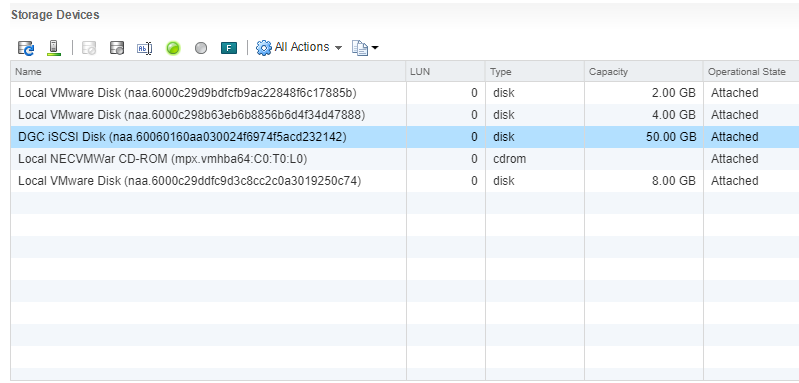 Storage Devices
F All Actions
Name LUN Type Capacity Operational State
Local VMware Disk (naa.6000c29d9bdfcfb9ac22848f6c17885b) 0 disk 2.00 GB Attached
Local VMware Disk (naa.6000c298b63eb6b8856b6d4f34d47888) 0 disk 4.00 GB Attached
DGC iSCSI Disk (naa.60060160aa030024f6974f5acd232142) 0 disk 50.00 GB Attached
Local NECVMWar CD-ROM (mpx.vmhba64:C0:T0:L0) 0 cdrom Attached
Local VMware Disk (naa.6000c29ddfc9d3c8cc2c0a3019250c74) 0 disk 8.00 GB Attached